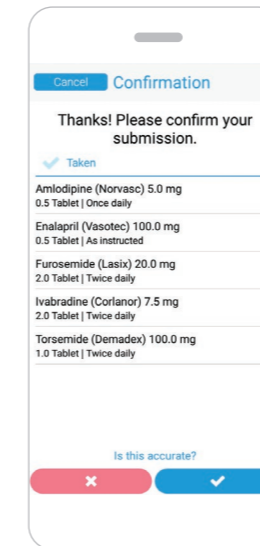 Cancel Confirmation
Thanks! Please confirm your
submission.
Taken
Amlodipine (Norvasc) 5.0 mg
0.5 Tablet | Once daily
Enalapril (Vasotec) 100.0 mg
0.5 Tablet | As instructed
Furosemide (Lasix) 20.0 mg
2.0 Tablet | Twice daily
Ivabradine (Corlanor) 7.5 mg
2.0 Tablet | Twice daily
Torsemide (Demadex) 100.0 mg
1.0 Tablet | Twice daily
Is this accurate?